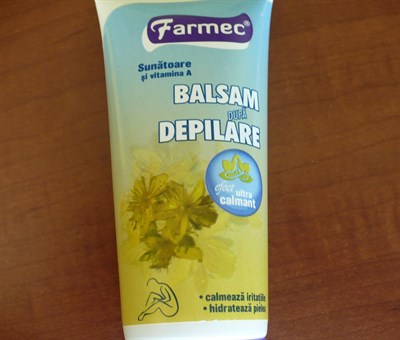 Farmec®
Sunătoare
și vitamina A
BALSAM
DUPĂ
DEPILARE
efect
ultra
calmant
• calmează iritațiile
• hidratează pielea